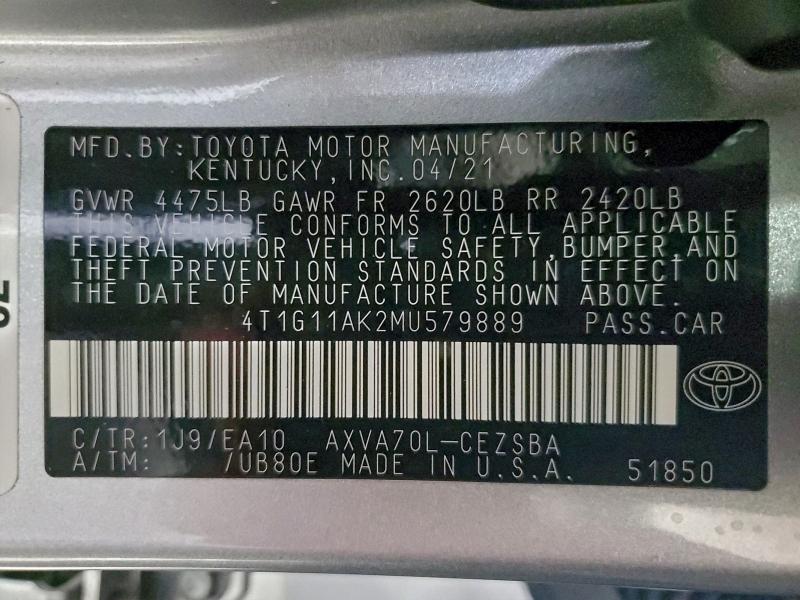 MFD.BY:TOYOTA MOTOR MANUFACTURING,
KENTUCKY,INC.04/21
GVWR 4475LB GAWR FR 2620LB RR 2420LB
THIS VEHICLE CONFORMS TO ALL APPLICABLE
FEDERAL MOTOR VEHICLE SAFETY,BUMPER,AND
THEFT PREVENTION STANDARDS IN EFFECT ON
THE DATE OF MANUFACTURE SHOWN ABOVE.
4T1G11AK2MU579889 PASS.CAR
C/TR:1J9/EA10 AXVA70L-CEZSBA
A/TM: /UB80E MADE IN U.S.A. 51850